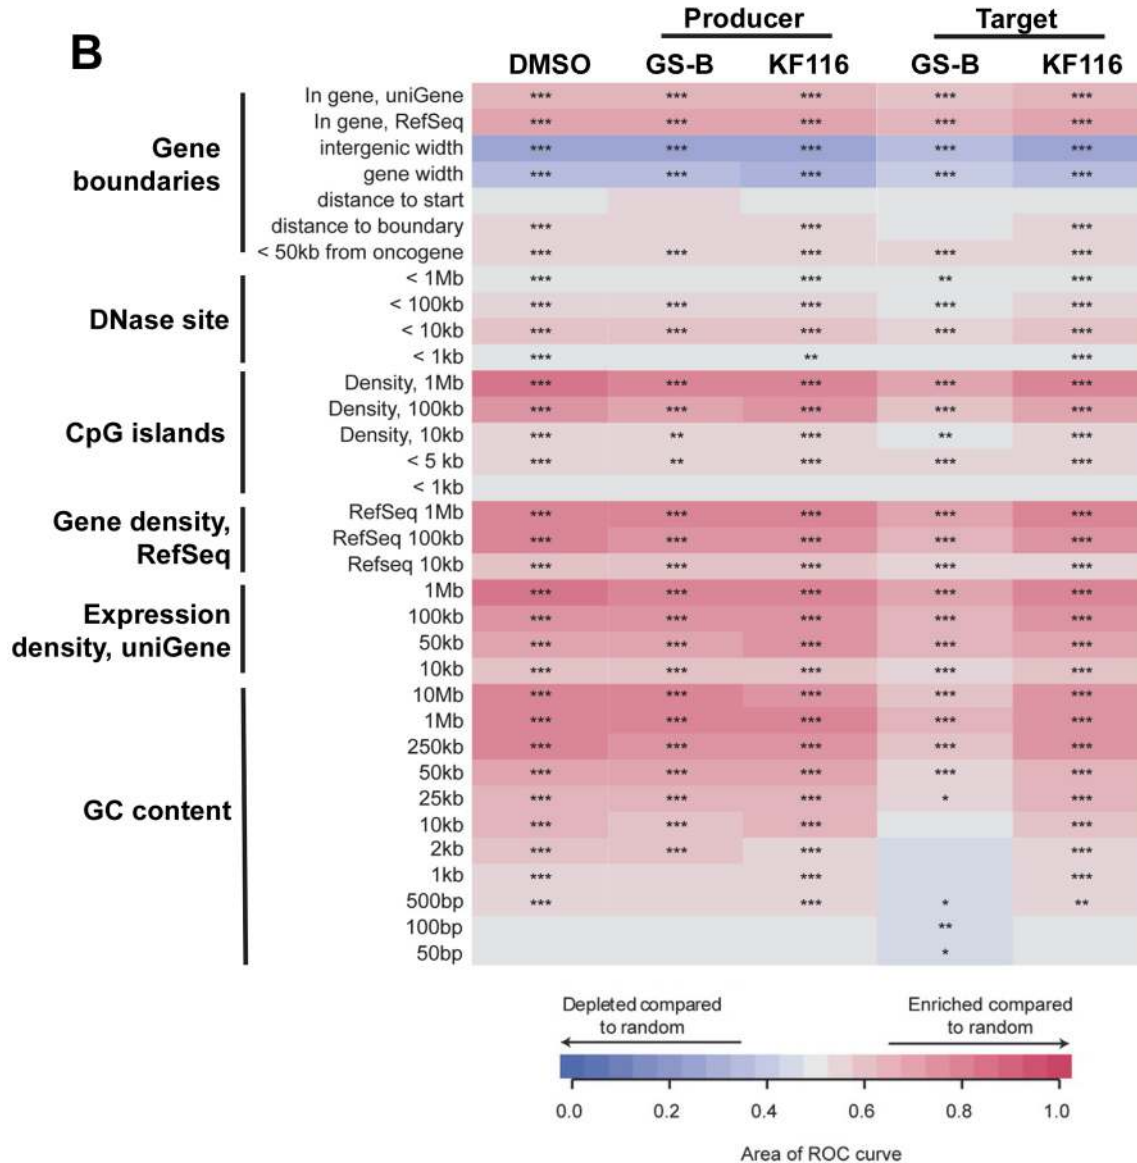 B
Producer Target
DMSO GS-B KF116 GS-B KF116
Gene boundaries
In gene, uniGene *** *** *** *** ***
In gene, RefSeq *** *** *** *** ***
intergenic width *** *** *** *** ***
gene width *** *** *** *** ***
distance to start
distance to boundary *** *** ***
< 50kb from oncogene *** *** *** *** ***
DNase site
< 1Mb *** *** ** ***
< 100kb *** *** *** *** ***
< 10kb *** *** *** *** ***
< 1kb *** ** ***
CpG islands
Density, 1Mb *** *** *** *** ***
Density, 100kb *** *** *** *** ***
Density, 10kb *** ** *** ** ***
< 5 kb *** ** *** *** ***
< 1kb
Gene density, RefSeq
RefSeq 1Mb *** *** *** *** ***
RefSeq 100kb *** *** *** *** ***
Refseq 10kb *** *** *** *** ***
Expression density, uniGene
1Mb *** *** *** *** ***
100kb *** *** *** *** ***
50kb *** *** *** *** ***
10kb *** *** *** *** ***
GC content
10Mb *** *** *** *** ***
1Mb *** *** *** *** ***
250kb *** *** *** *** ***
50kb *** *** *** *** ***
25kb *** *** *** * ***
10kb *** *** *** ***
2kb *** *** *** ***
1kb *** *** ***
500bp *** *** * **
100bp **
50bp *
Depleted compared to random
Enriched compared to random
0.0 0.2 0.4 0.6 0.8 1.0
Area of ROC curve